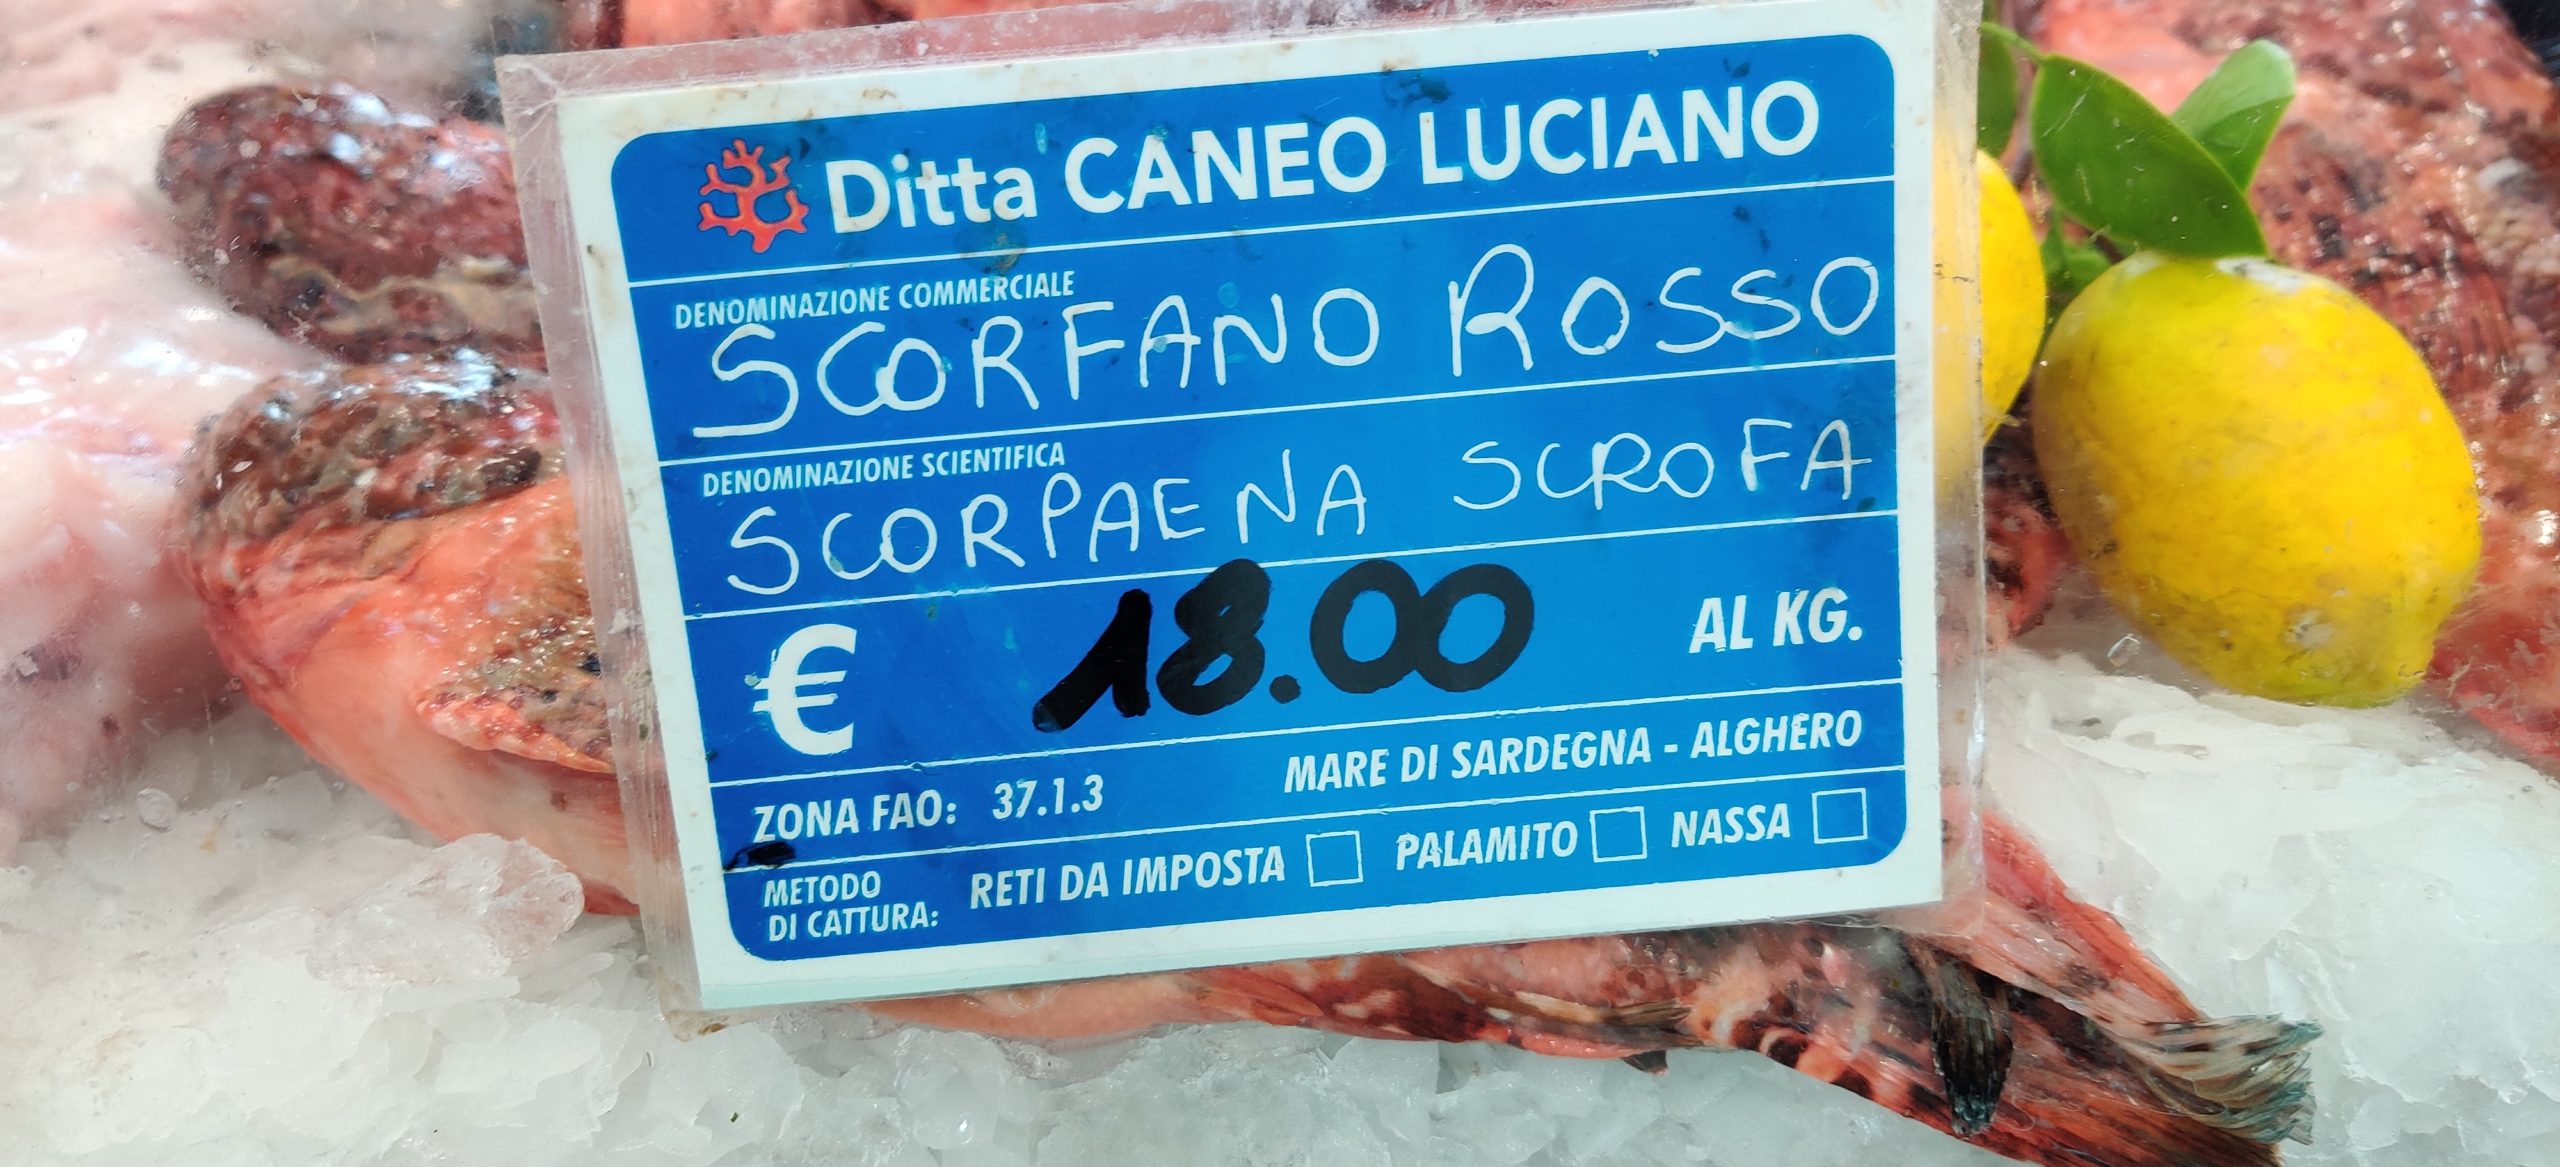 Ditta CANEO LUCIANO
DENOMINAZIONE COMMERCIALE
SCORFANO ROSSO
DENOMINAZIONE SCIENTIFICA
SCORPAENA SCROFA
€ 18.00 AL KG.
ZONA FAO: 37.1.3 MARE DI SARDEGNA - ALGHERO
METODO
DI CATTURA: RETI DA IMPOSTA PALAMITO NASSA